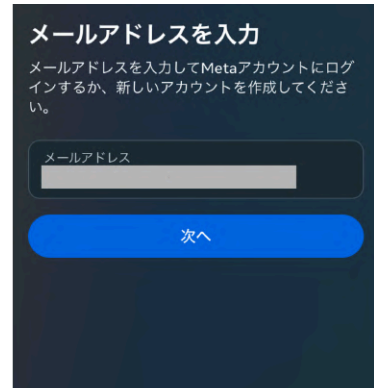 メールアドレスを入力
メールアドレスを入力してMetaアカウントにログ
インするか、新しいアカウントを作成してくださ
い。
メールアドレス
次へ